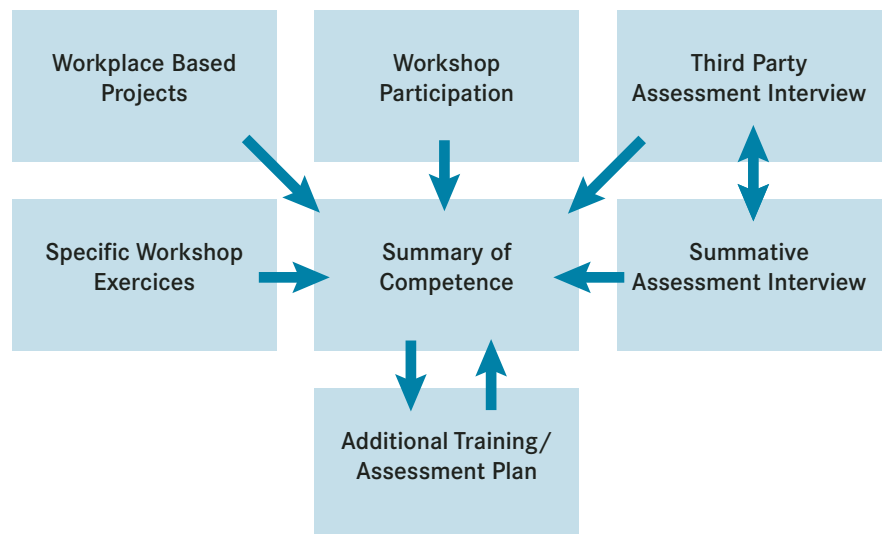 Workplace Based
Projects
Workshop
Participation
Third Party
Assessment Interview
Specific Workshop
Exercices
Summary of
Competence
Summative
Assessment Interview
Additional Training/
Assessment Plan